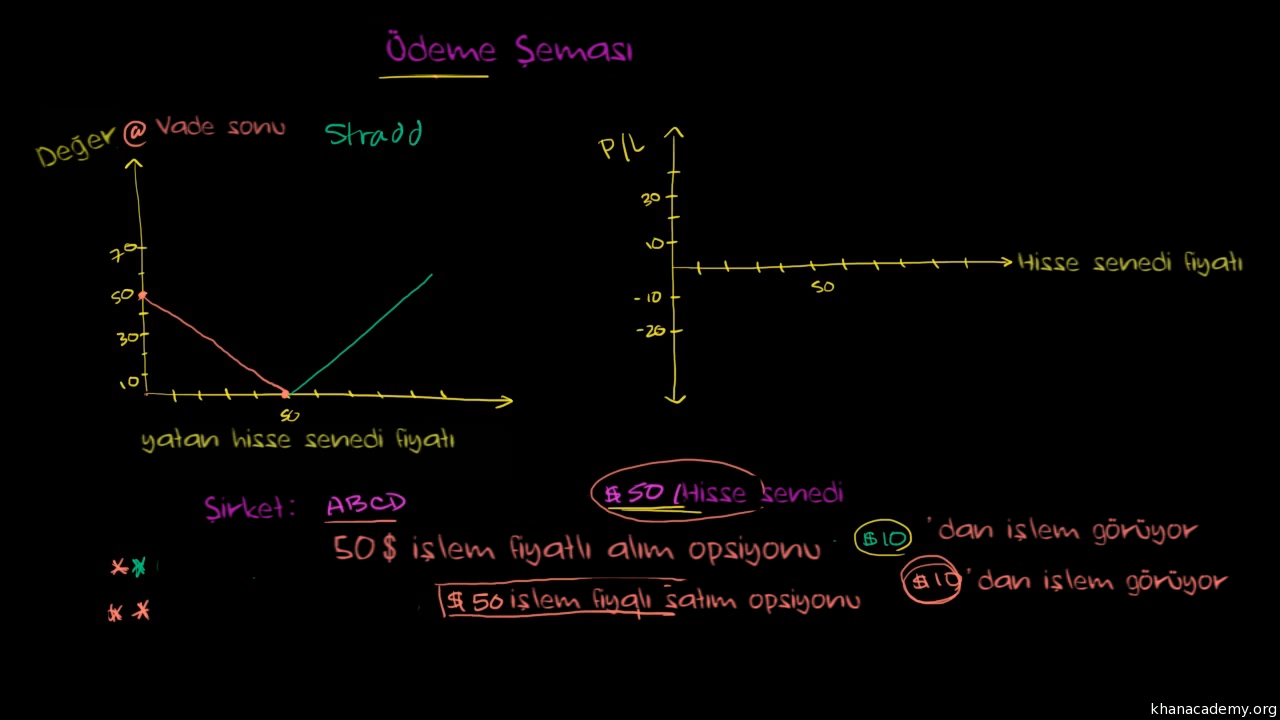 Ödeme Şeması
Değer @ Vade sonu
Stradd
70
50
30
10
50
yatan hisse senedi fiyatı
P/L
30
10
-10
-20
50
Hisse senedi fiyatı
Şirket: ABCD
$50/Hisse senedi
50$ işlem fiyatlı alım opsiyonu $10 'dan işlem görüyor
$50 işlem fiyalı satım opsiyonu $10 'dan işlem görüyor
khanacademy.org